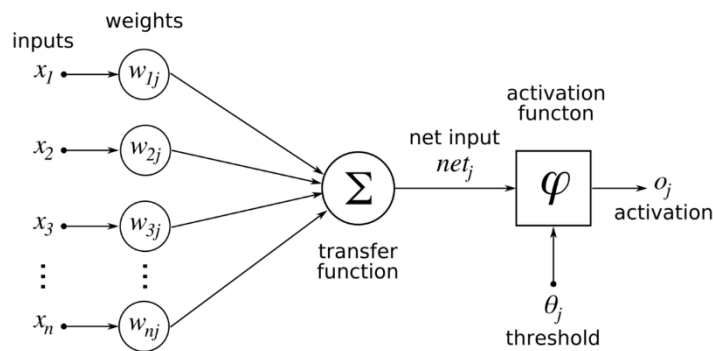 weights
inputs
x1
w1j
x2
w2j
x3
w3j
xn
wnj
Σ
transfer
function
net input
netj
activation
functon
φ
oj
activation
θj
threshold